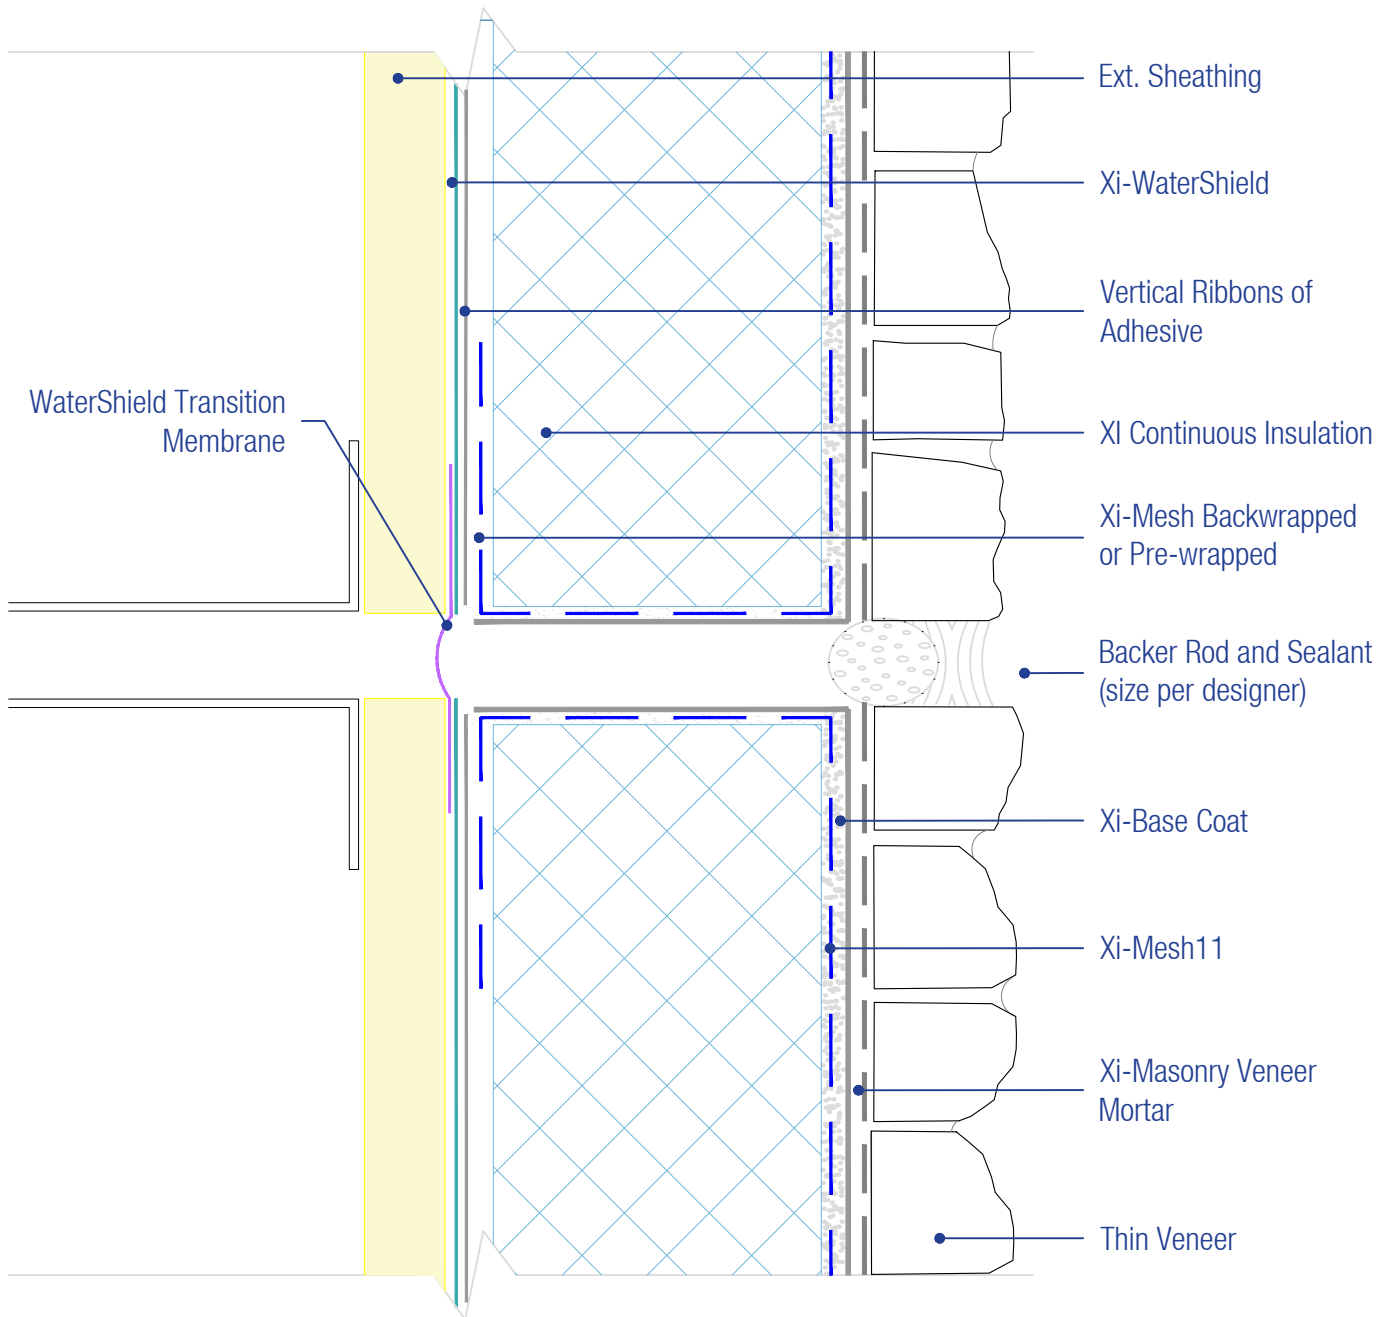 Ext. Sheathing
Xi-WaterShield
Vertical Ribbons of
Adhesive
WaterShield Transition
Membrane
XI Continuous Insulation
Xi-Mesh Backwrapped
or Pre-wrapped
Backer Rod and Sealant
(size per designer)
Xi-Base Coat
Xi-Mesh11
Xi-Masonry Veneer
Mortar
Thin Veneer